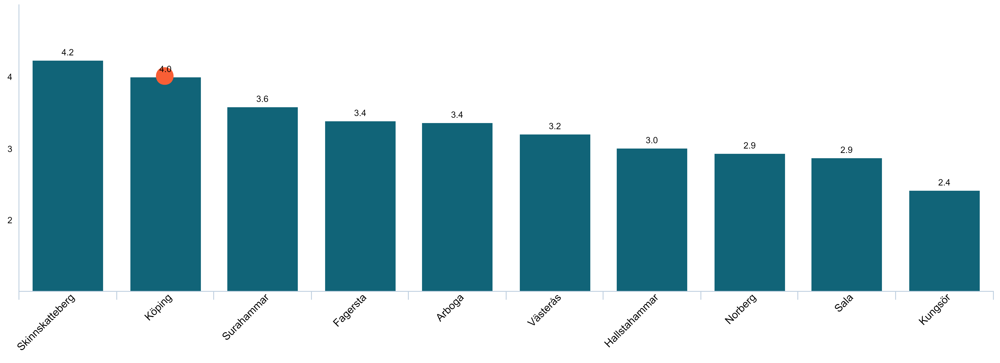 4.2
4.0
3.6
3.4
3.4
3.2
3.0
2.9
2.9
2.4
4
3
2
Skinnskatteberg
Köping
Surahammar
Fagersta
Arboga
Västerås
Hallstahammar
Norberg
Sala
Kungsör